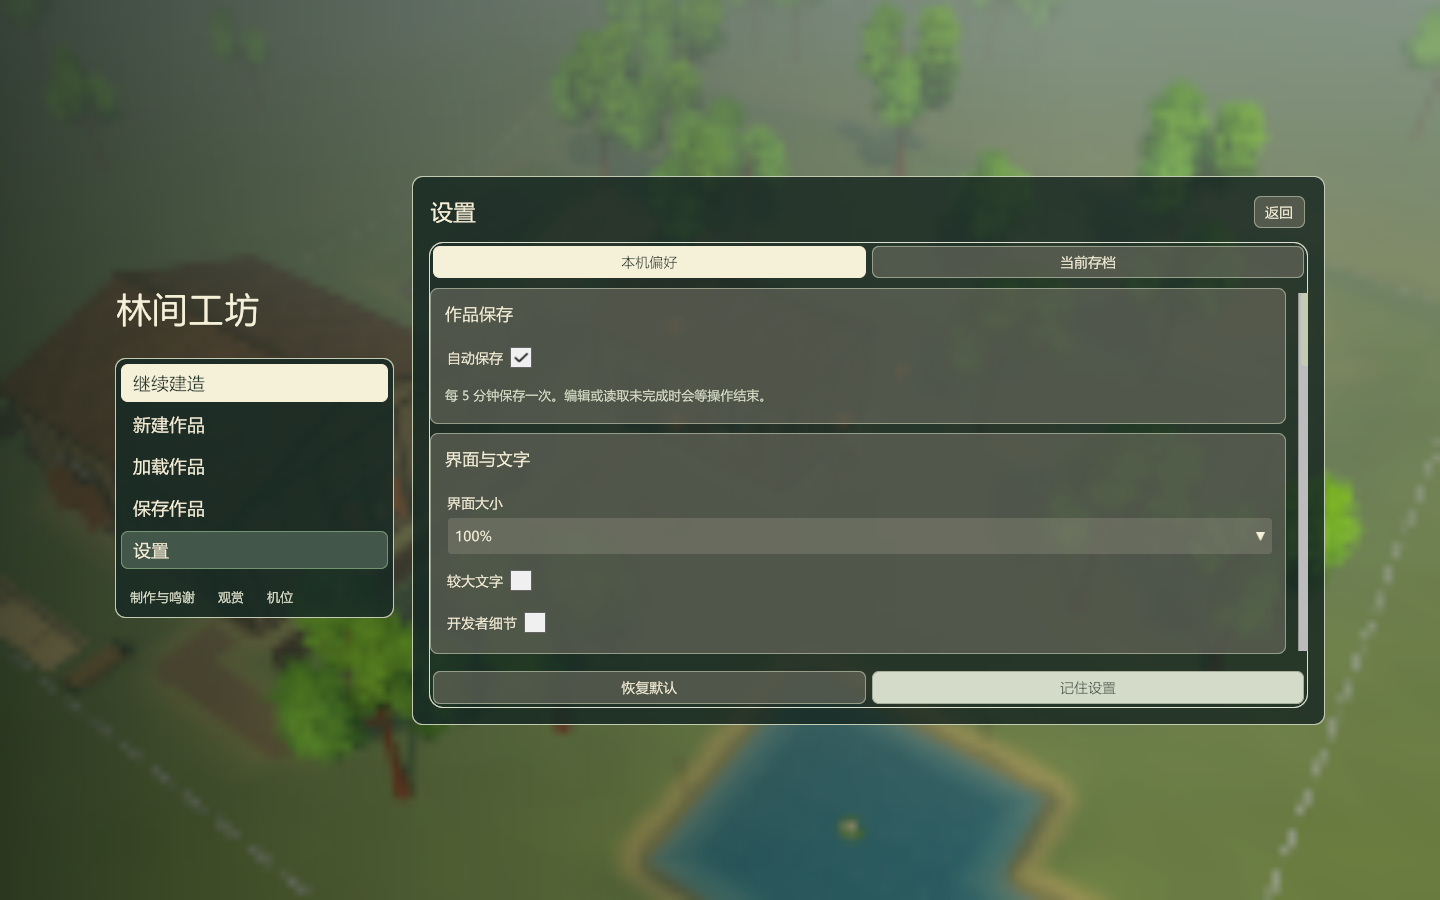 林间工坊
继续建造
新建作品
加载作品
保存作品
设置
制作与鸣谢 观赏 机位
设置
返回
本机偏好 当前存档
作品保存
自动保存
每 5 分钟保存一次。编辑或读取未完成时会等操作结束。
界面与文字
界面大小
100%
较大文字
开发者细节
恢复默认 记住设置